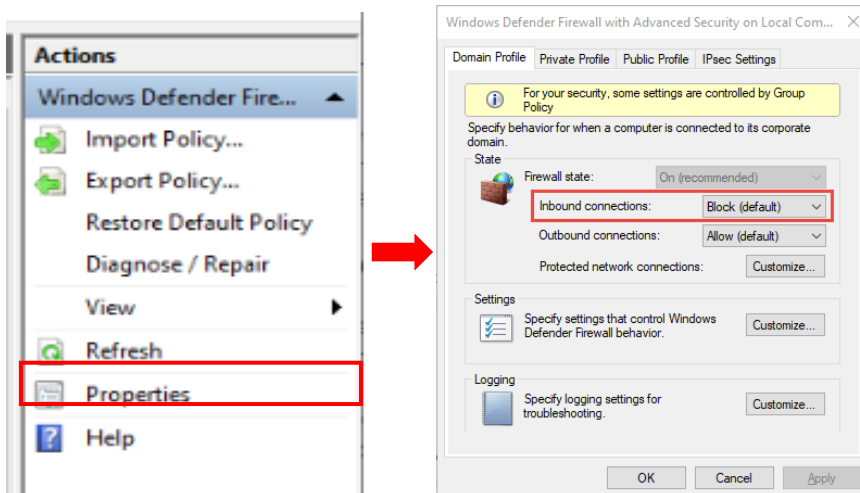 Actions
Windows Defender Fire...
Import Policy...
Export Policy...
Restore Default Policy
Diagnose / Repair
View
Refresh
Properties
Help
Windows Defender Firewall with Advanced Security on Local Com...
Domain Profile Private Profile Public Profile IPsec Settings
For your security, some settings are controlled by Group
Policy
Specify behavior for when a computer is connected to its corporate
domain.
State
Firewall state: On (recommended)
Inbound connections: Block (default)
Outbound connections: Allow (default)
Protected network connections: Customize...
Settings
Specify settings that control Windows
Defender Firewall behavior.
Customize...
Logging
Specify logging settings for
troubleshooting.
Customize...
OK Cancel Apply